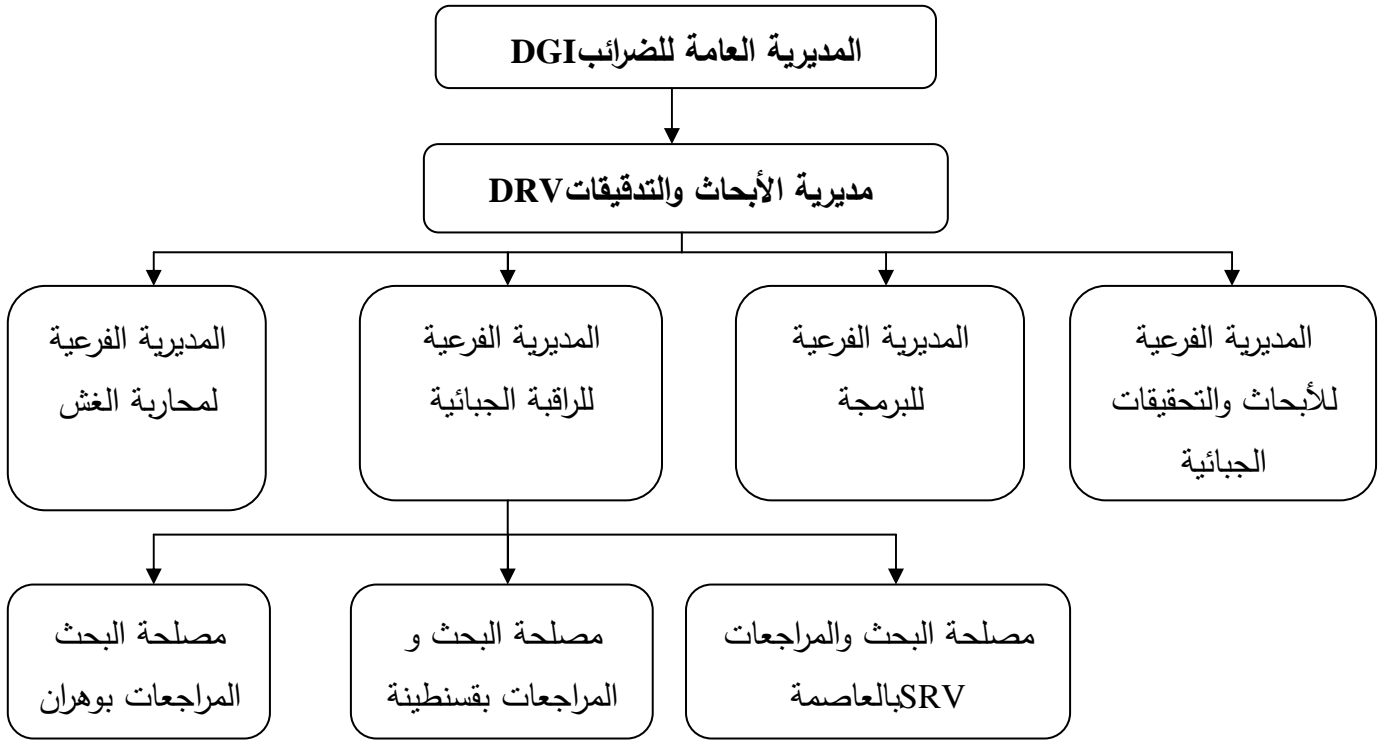 المديرية العامة للضرائبDGI
مديرية الأبحاث والتدقيقاتDRV
المديرية الفرعية
للأبحاث والتحقيقات
الجبائية
المديرية الفرعية
للبرمجة
المديرية الفرعية
للراقبة الجبائية
المديرية الفرعية
لمحاربة الغش
مصلحة البحث والمراجعات
SRVبالعاصمة
مصلحة البحث و
المراجعات بقسنطينة
مصلحة البحث
المراجعات بوهران